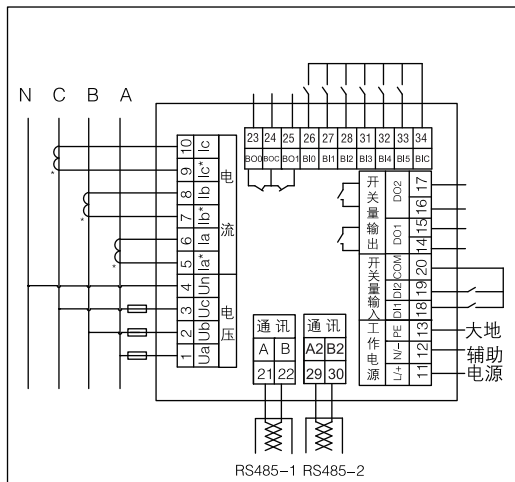 N C B A
23 24 25 26 27 28 31 32 33 34
BO0 BOC BO1 BI0 BI1 BI2 BI3 BI4 BI5 BIC
10 Ic
9 Ic*
8 Ib
7 Ib*
6 Ia
5 Ia*
4 Un
3 Uc
2 Ub
1 Ua
电流
电压
开关量输出
DO2 17
16
DO1 15
14
开关量输入
COM 20
DI2 19
DI1 18
工作电源
PE 13
N/- 12
L/+ 11
大地
辅助
电源
通讯 通讯
A B A2 B2
21 22 29 30
RS485-1 RS485-2
* * *